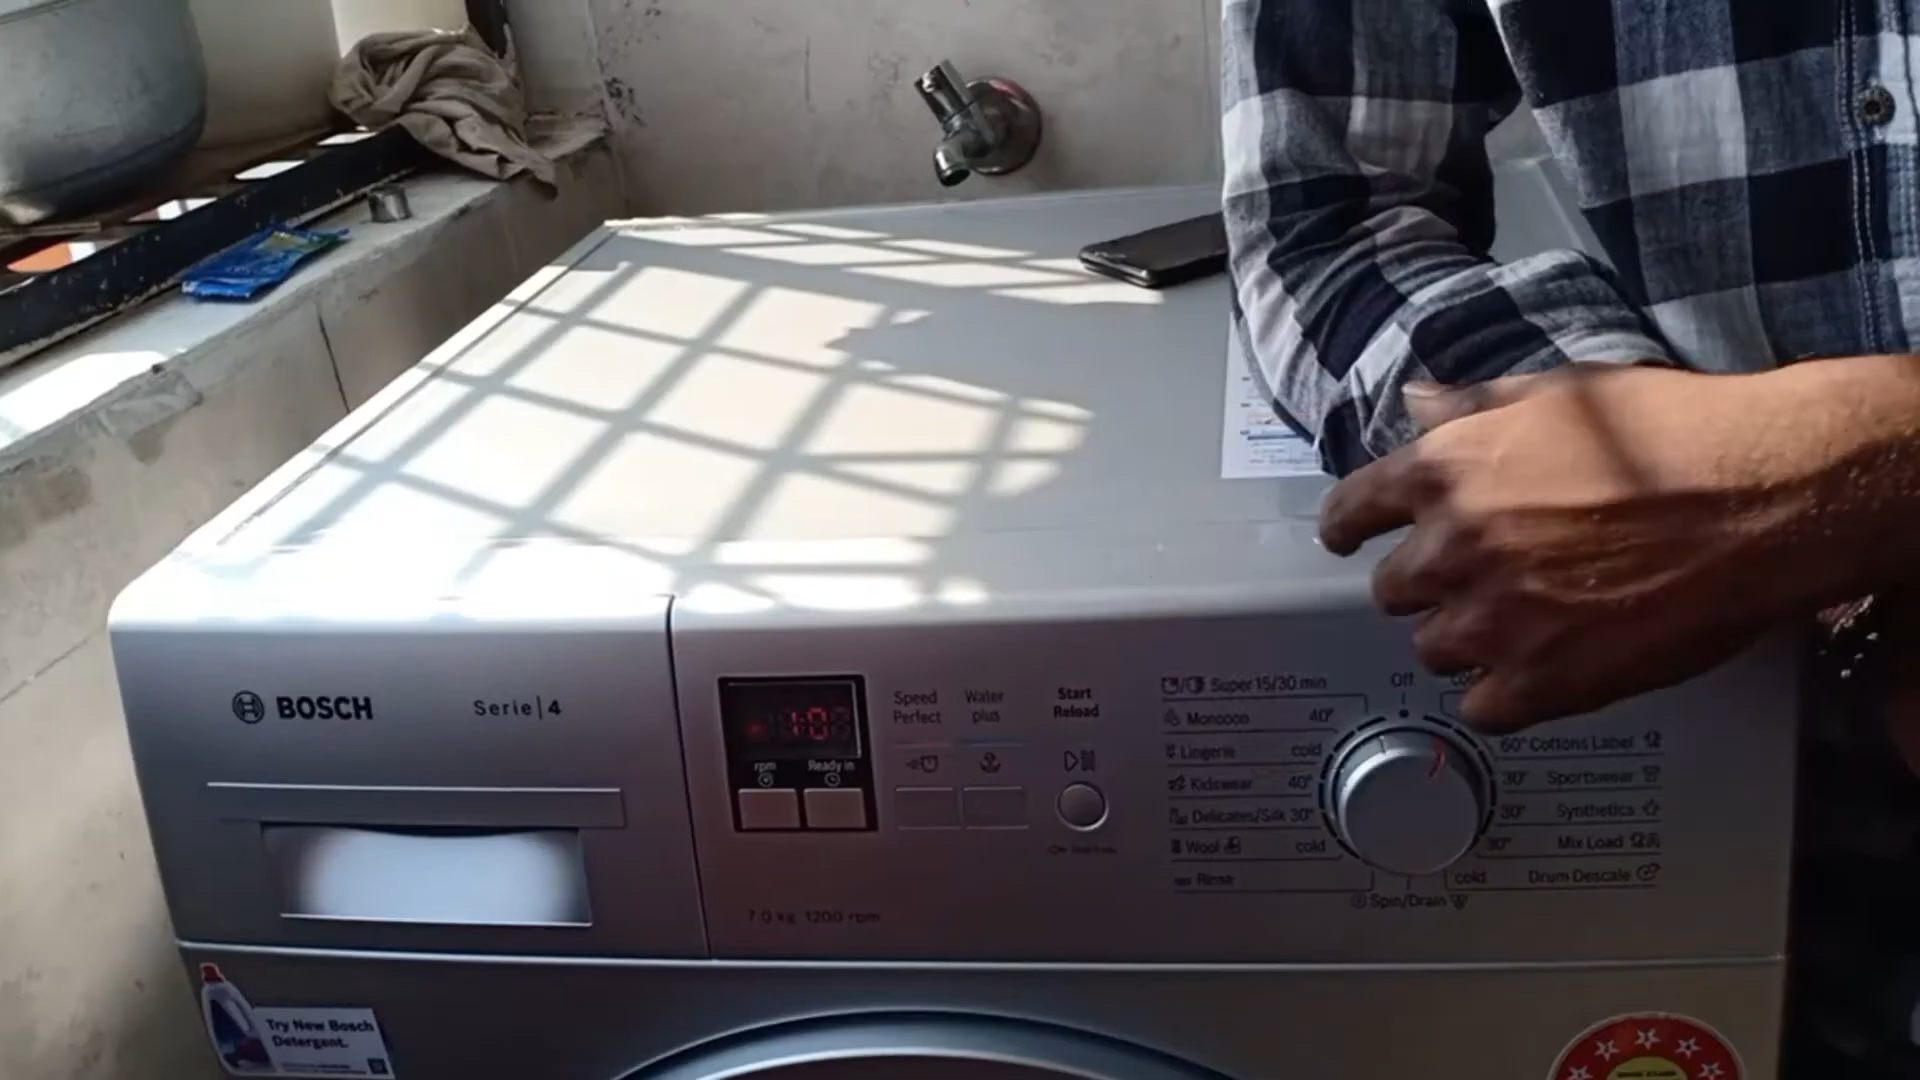 BOSCH
Serie|4
rpm
Ready in
Speed
Perfect
Water
plus
Start
Reload
7.0 kg 1200 rpm
Super 15/30 min
40°
Lingerie cold
Kidswear 40°
Delicates/Silk 30°
Wool cold
Rinse
Off
60° Cottons Label
30° Sportswear
30° Synthetics
30° Mix Load
cold Drum Descale
Spin/Drain
Try New Bosch
Detergent.